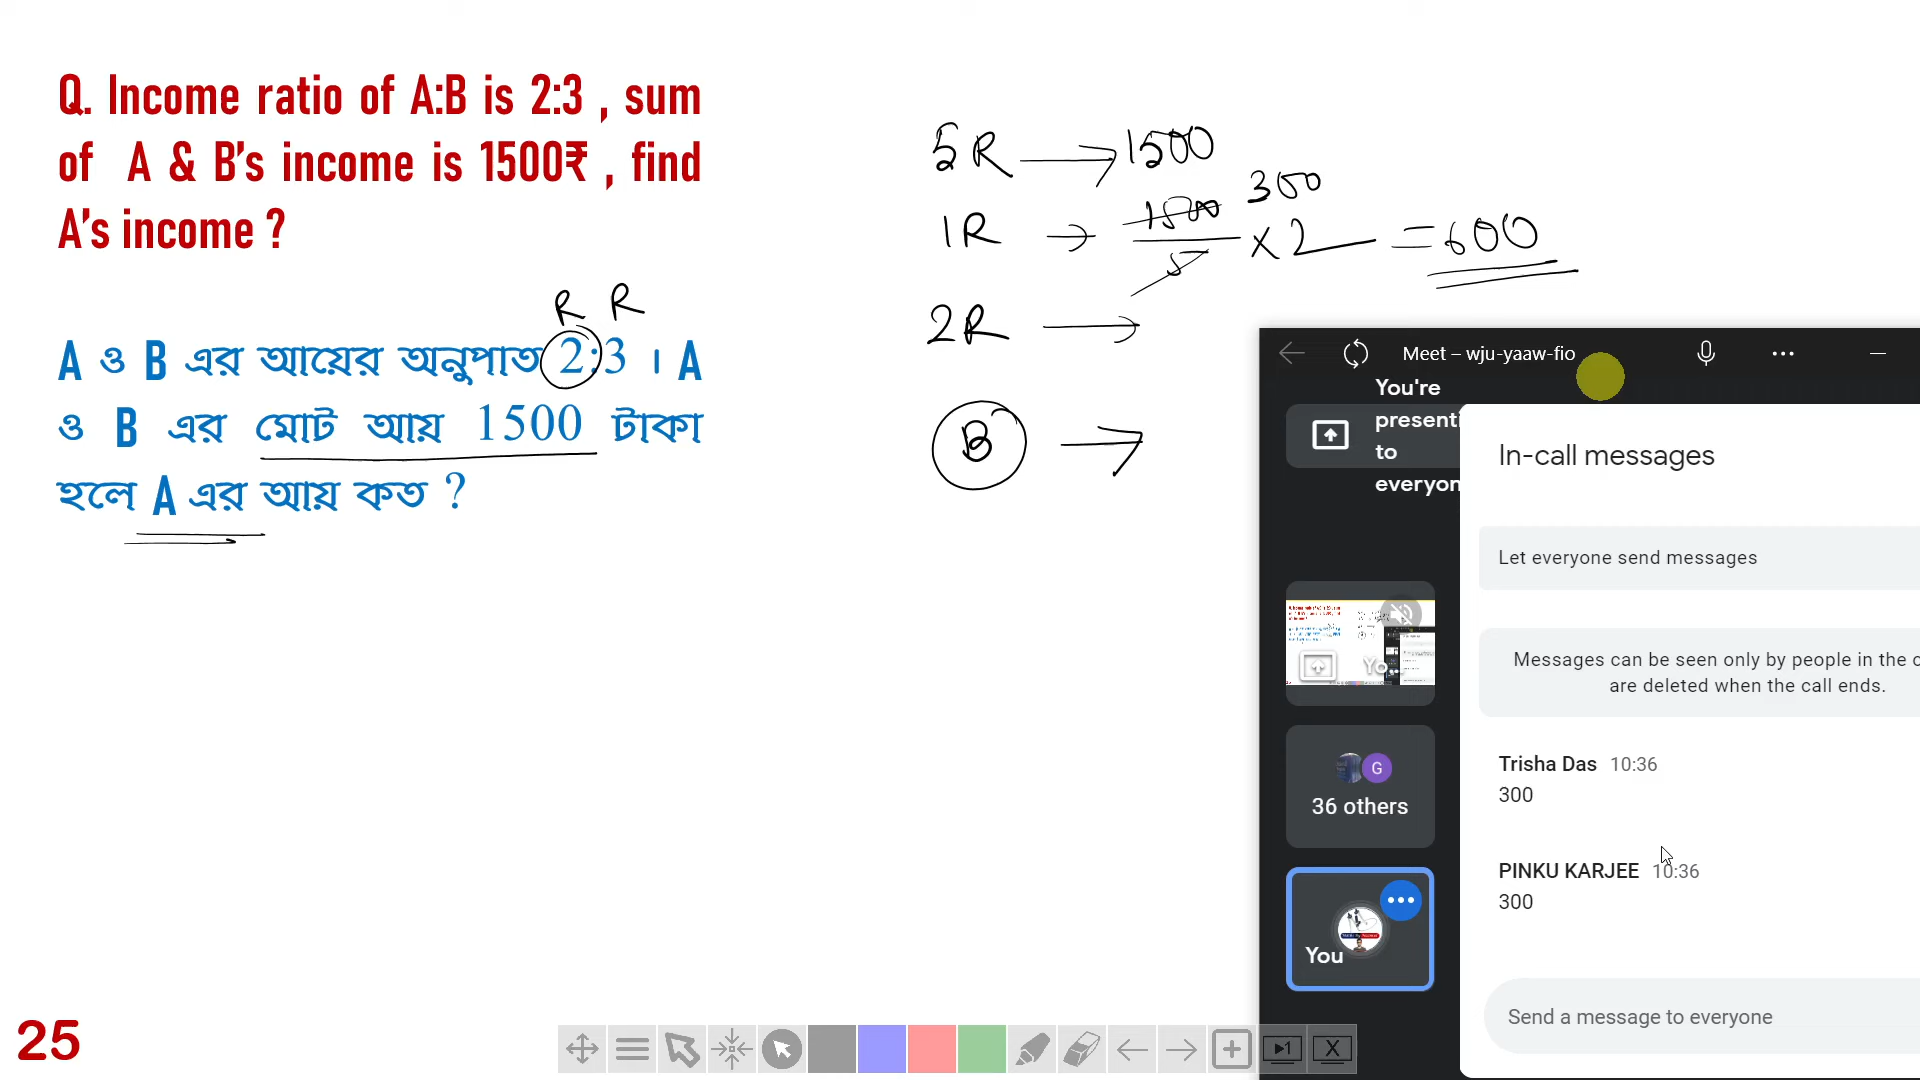 Q. Income ratio of A:B is 2:3 , sum
of A & B’s income is 1500₹ , find
A’s income ?
R R
A ও B এর আয়ের অনুপাত 2:3 । A
ও B এর মোট আয় 1500 টাকা
হলে A এর আয় কত ?
5R → 1500
300
1R → 1500/5 × 2 = 600
2R →
B →
25
Meet – wju-yaaw-fio
You're
presenti
to
everyon
In-call messages
Let everyone send messages
Messages can be seen only by people in the c
are deleted when the call ends.
Trisha Das 10:36
300
PINKU KARJEE 10:36
300
G
36 others
You
Send a message to everyone